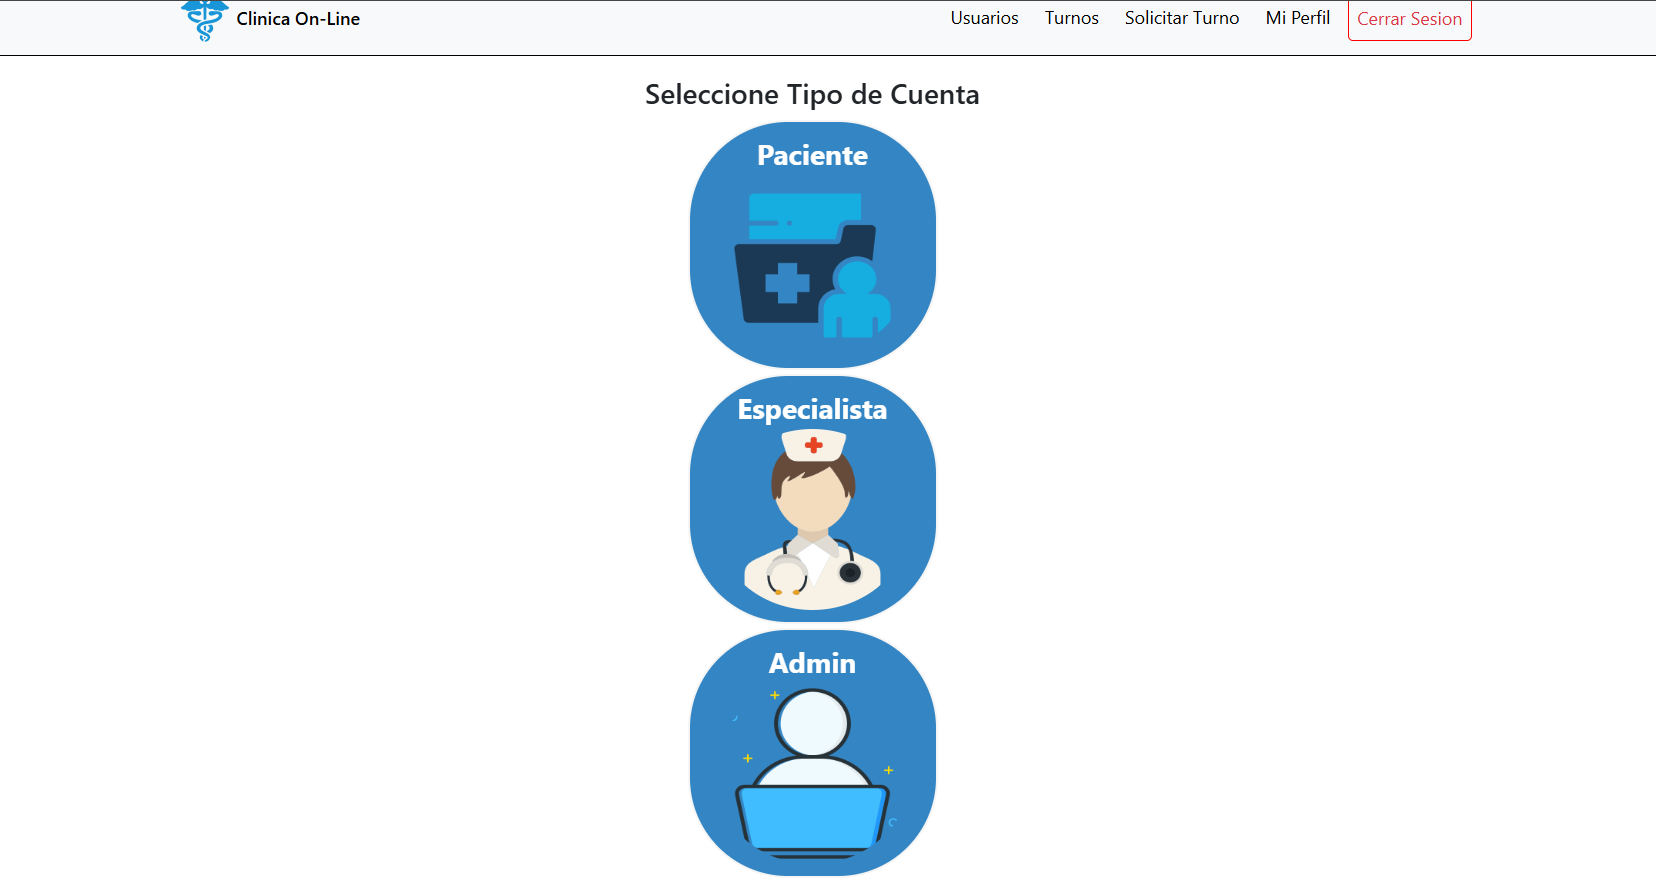 Clinica On-Line
Usuarios Turnos Solicitar Turno Mi Perfil Cerrar Sesion
Seleccione Tipo de Cuenta
Paciente
Especialista
Admin